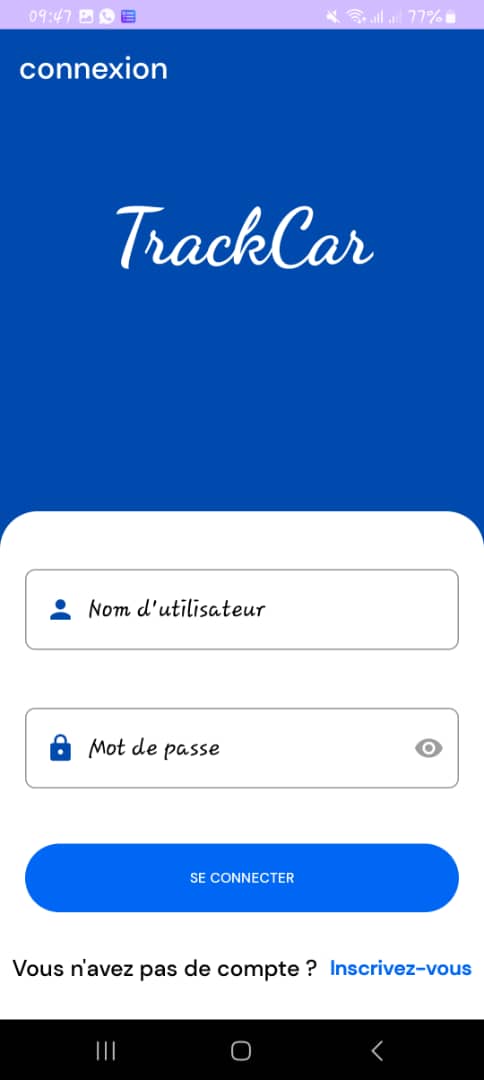 09:47 77%
connexion
TrackCar
Nom d'utilisateur
Mot de passe
SE CONNECTER
Vous n'avez pas de compte ? Inscrivez-vous